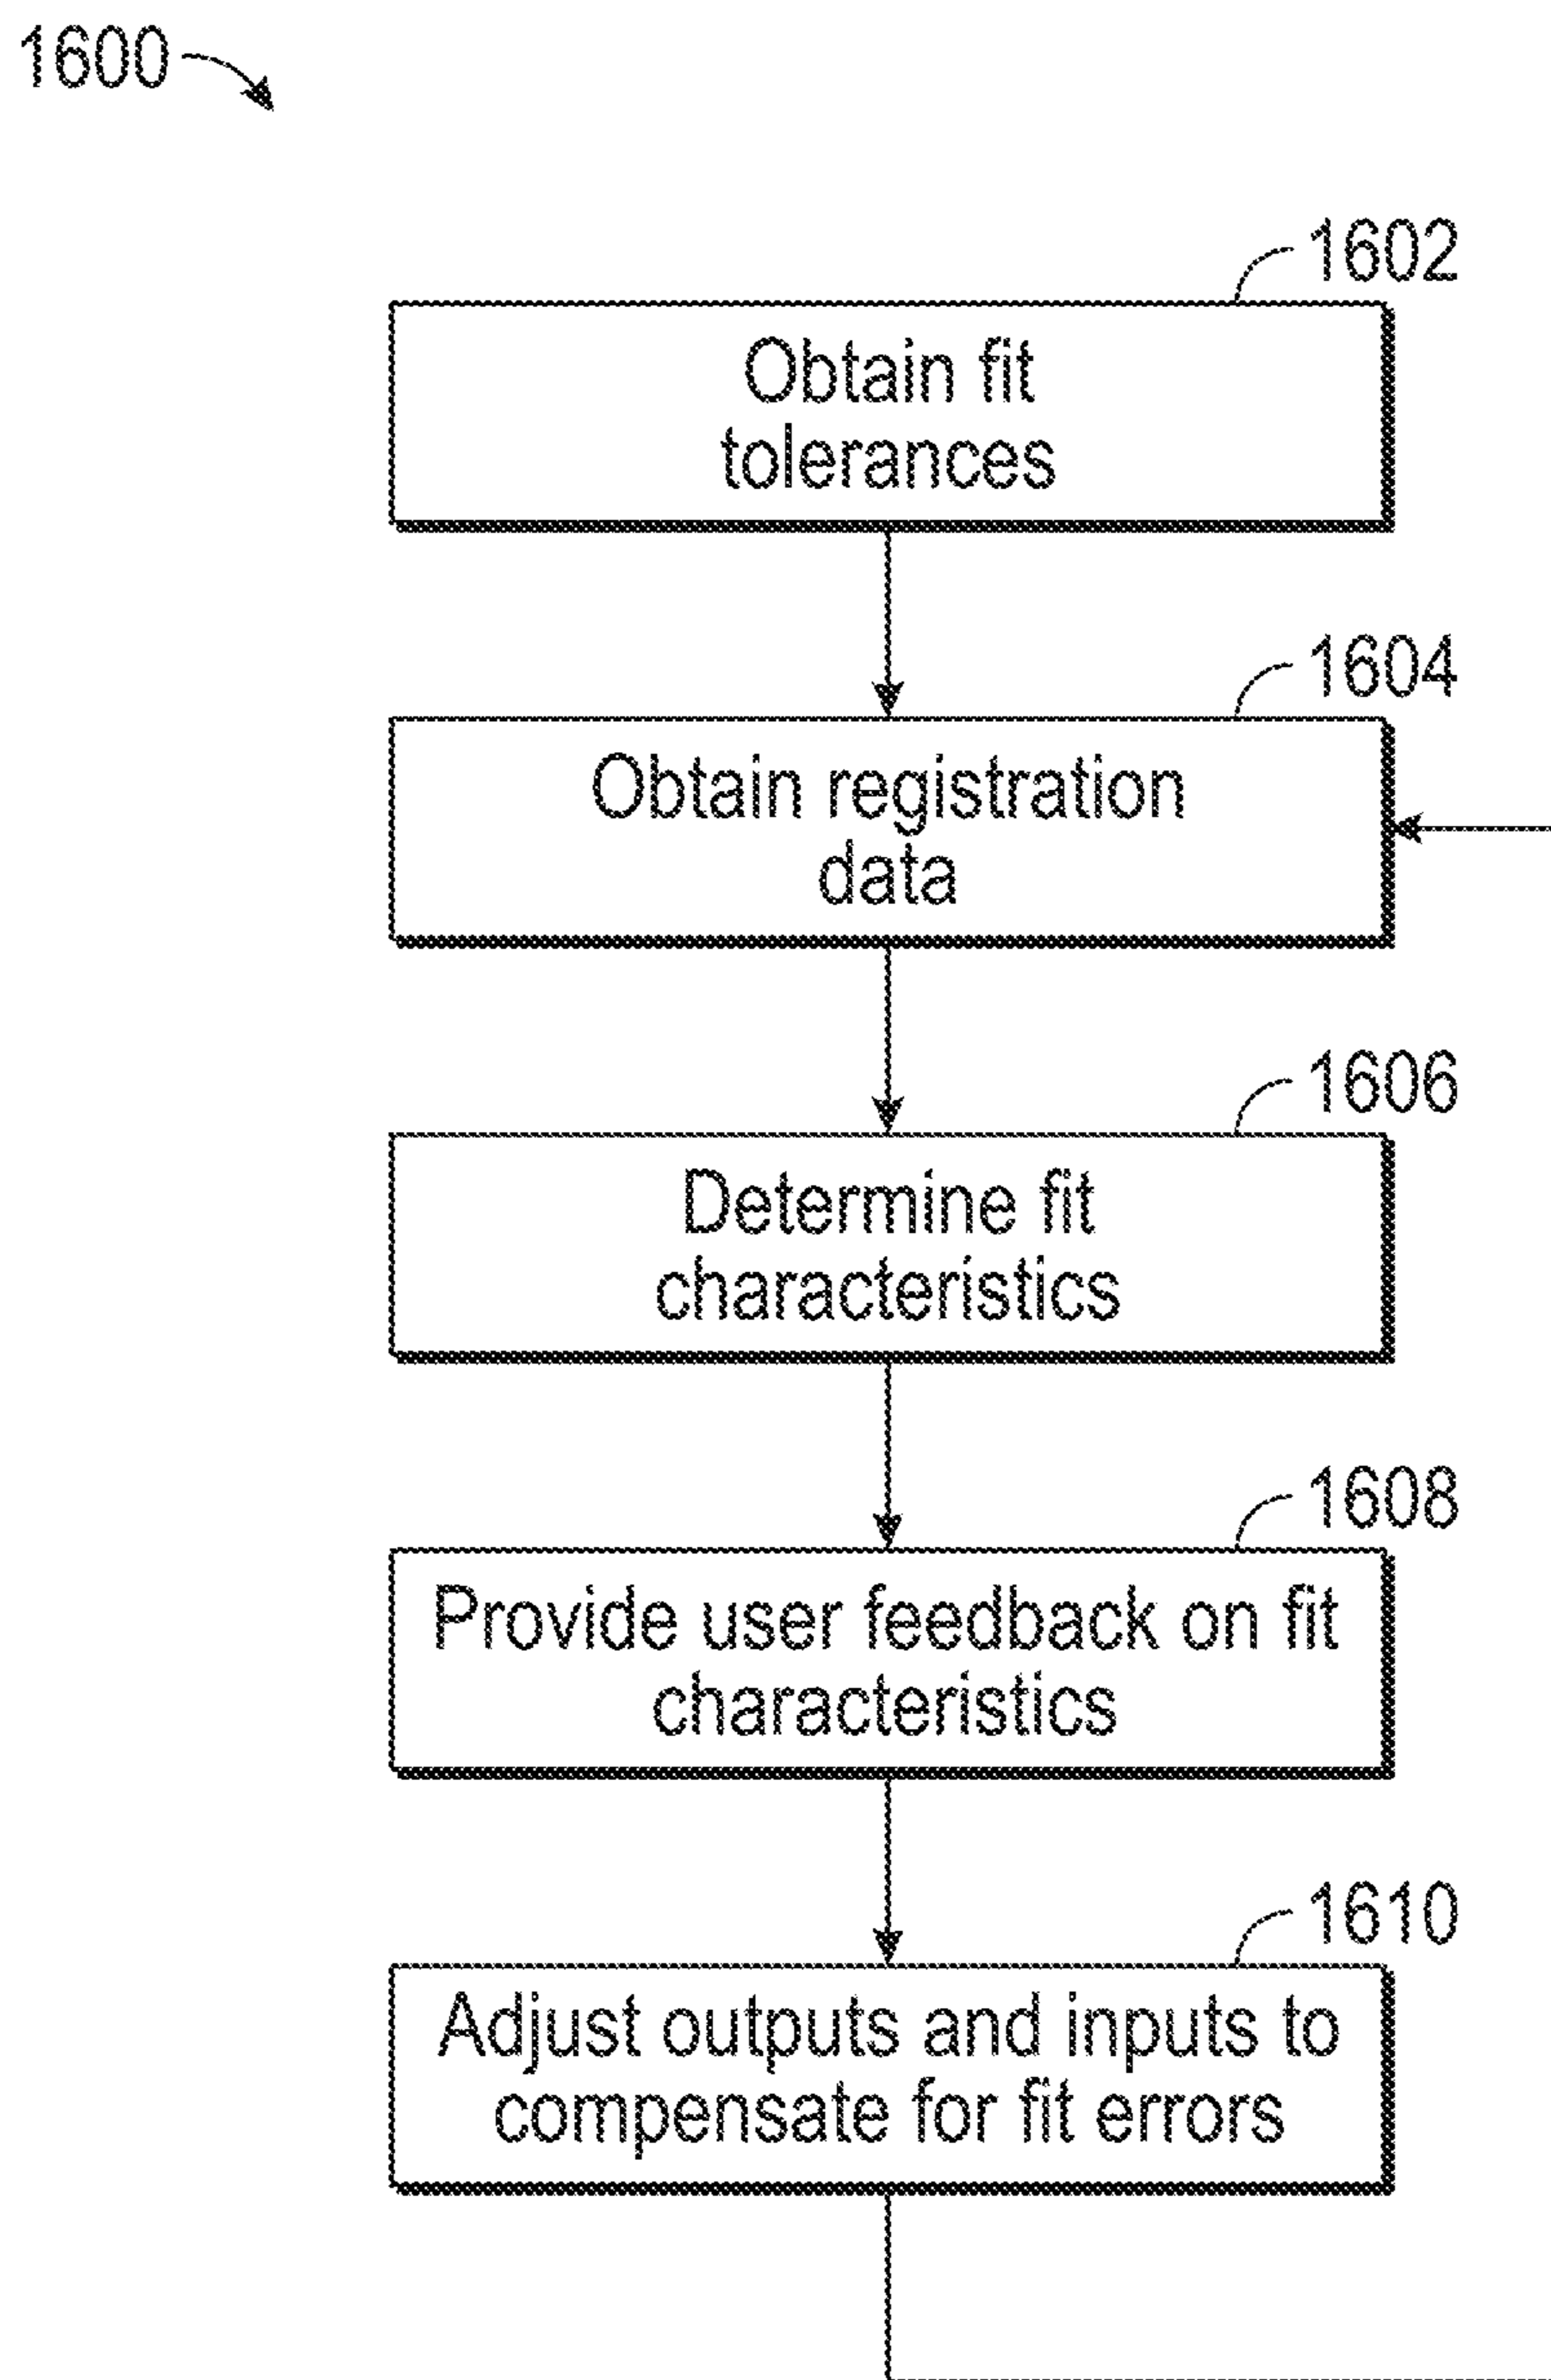 1600
1602
Obtain fit
tolerances
1604
Obtain registration
data
1606
Determine fit
characteristics
1608
Provide user feedback on fit
characteristics
1610
Adjust outputs and inputs to
compensate for fit errors